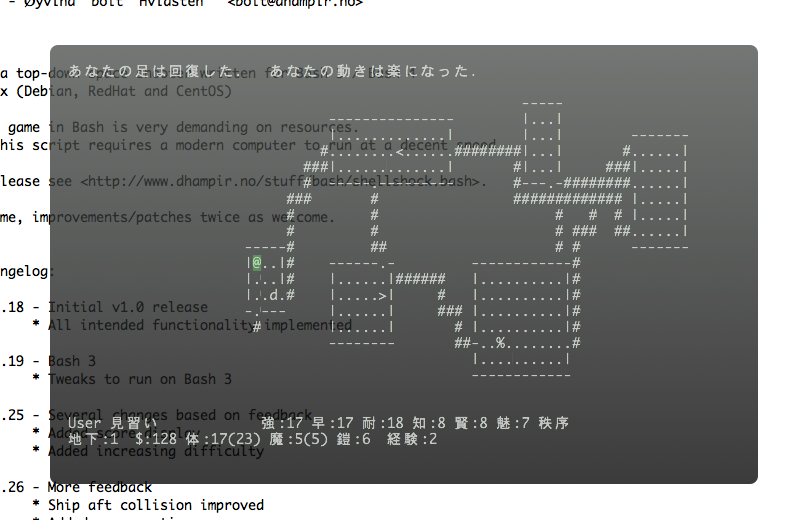 - Øyvind "bolt" Hvidsten <bolt@dhampir.no>
あなたの足は回復した. あなたの動きは楽になった.
x (Debian, RedHat and CentOS)
game in Bash is very demanding on resources.
his script requires a modern computer to run at a decent speed
lease see <http://www.dhampir.no/stuff/bash/shellshock.bash>.
me, improvements/patches twice as welcome.
ngelog:
.18 - Initial v1.0 release
* All intended functionality implemented
.19 - Bash 3
* Tweaks to run on Bash 3
.25 - Several changes based on feedback
* Added score display
* Added increasing difficulty
User 見習い 強:17 早:17 耐:18 知:8 賢:8 魅:7 秩序
地下:1 $:128 体:17(23) 魔:5(5) 鎧:6 経験:2
.26 - More feedback
* Ship aft collision improved